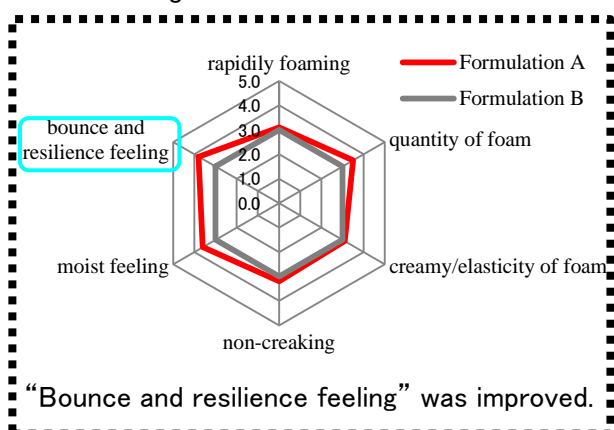 rapidily foaming
Formulation A
Formulation B
5.0
4.0
3.0
2.0
1.0
0.0
bounce and
resilience feeling
quantity of foam
moist feeling
creamy/elasticity of foam
non-creaking
“Bounce and resilience feeling” was improved.